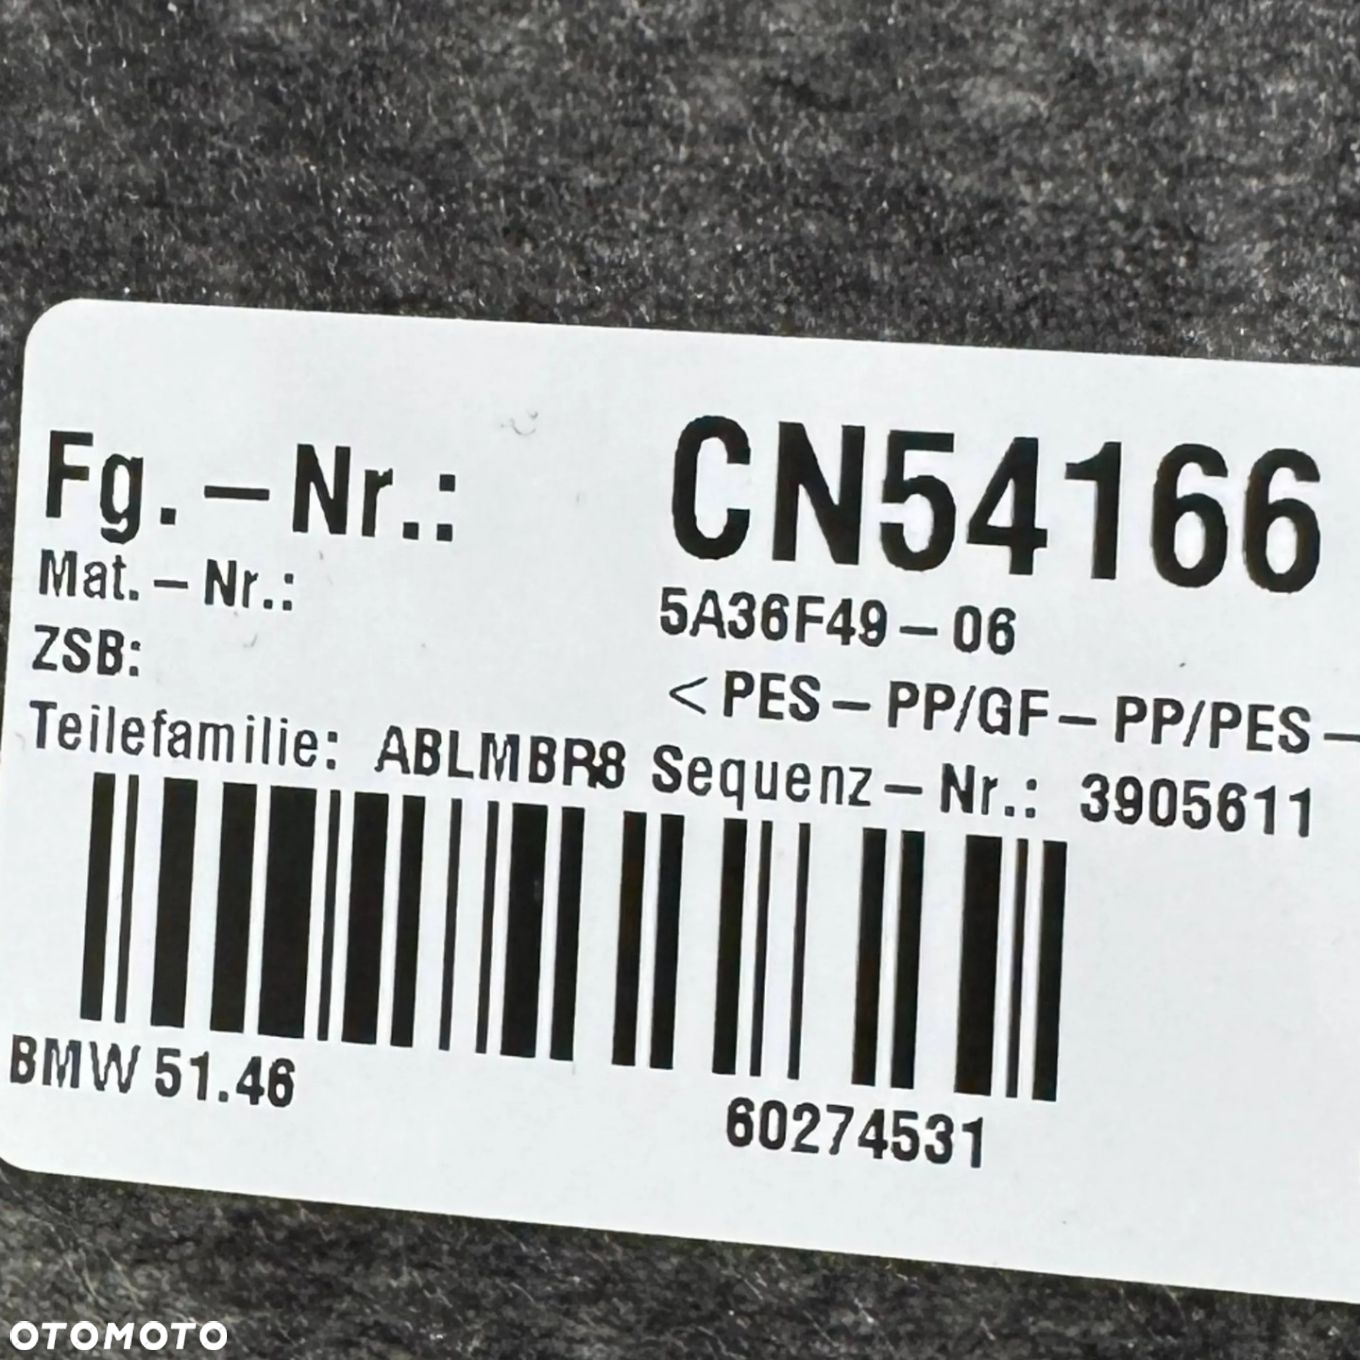 Fg.-Nr.: CN54166
Mat.-Nr.: 5A36F49-06
ZSB: <PES-PP/GF-PP/PES-
Teilefamilie: ABLMBR8 Sequenz-Nr.: 3905611
BMW 51.46
60274531
OTOMOTO